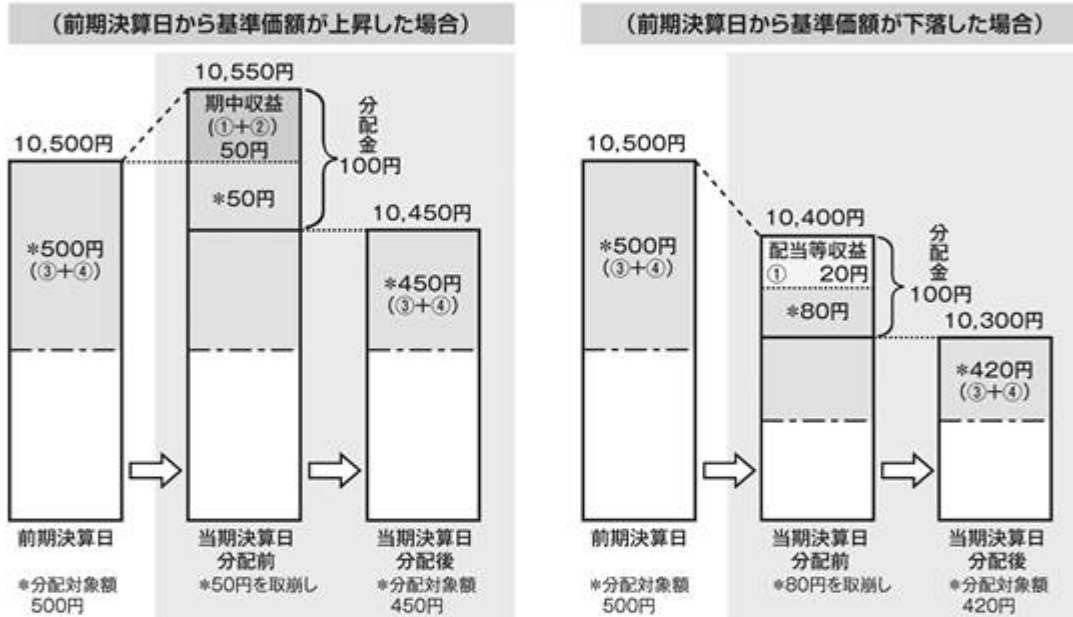 (前期決算日から基準価額が上昇した場合)
10,550円
期中収益
(①+②)
50円
*50円
分配金
100円
10,500円
*500円
(③+④)
10,450円
*450円
(③+④)
前期決算日
*分配対象額
500円
当期決算日
分配前
*50円を取崩し
当期決算日
分配後
*分配対象額
450円
(前期決算日から基準価額が下落した場合)
10,500円
*500円
(③+④)
10,400円
配当等収益
① 20円
*80円
分配金
100円
10,300円
*420円
(③+④)
前期決算日
*分配対象額
500円
当期決算日
分配前
*80円を取崩し
当期決算日
分配後
*分配対象額
420円